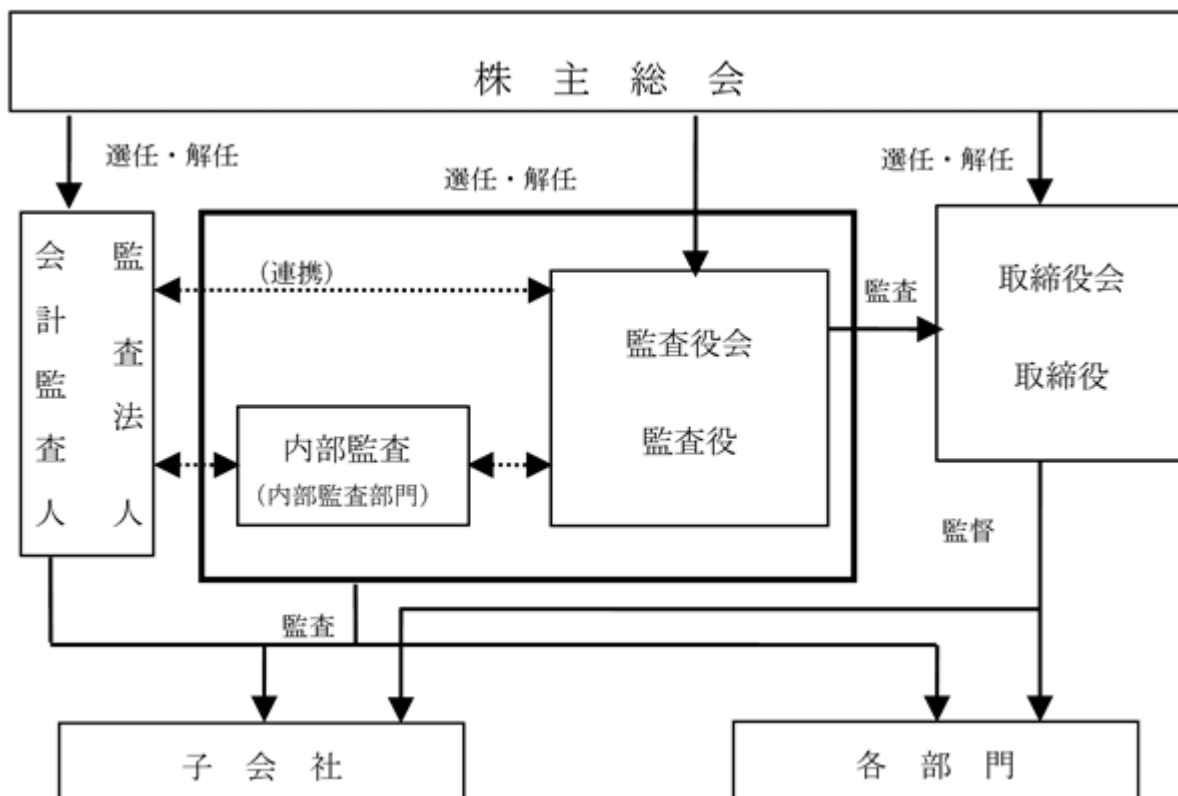 株主総会
選任・解任
選任・解任
選任・解任
監査法人
会計監査人
(連携)
監査役会
監査役
内部監査
(内部監査部門)
監査
取締役会
取締役
監督
監査
子会社
各部門